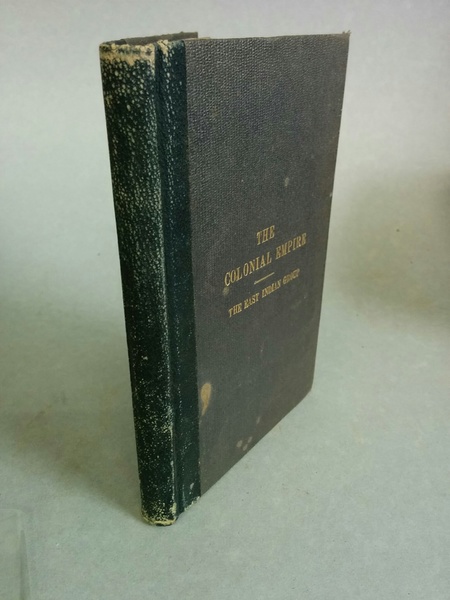 THE
COLONIAL EMPIRE
THE EAST INDIAN GROUP